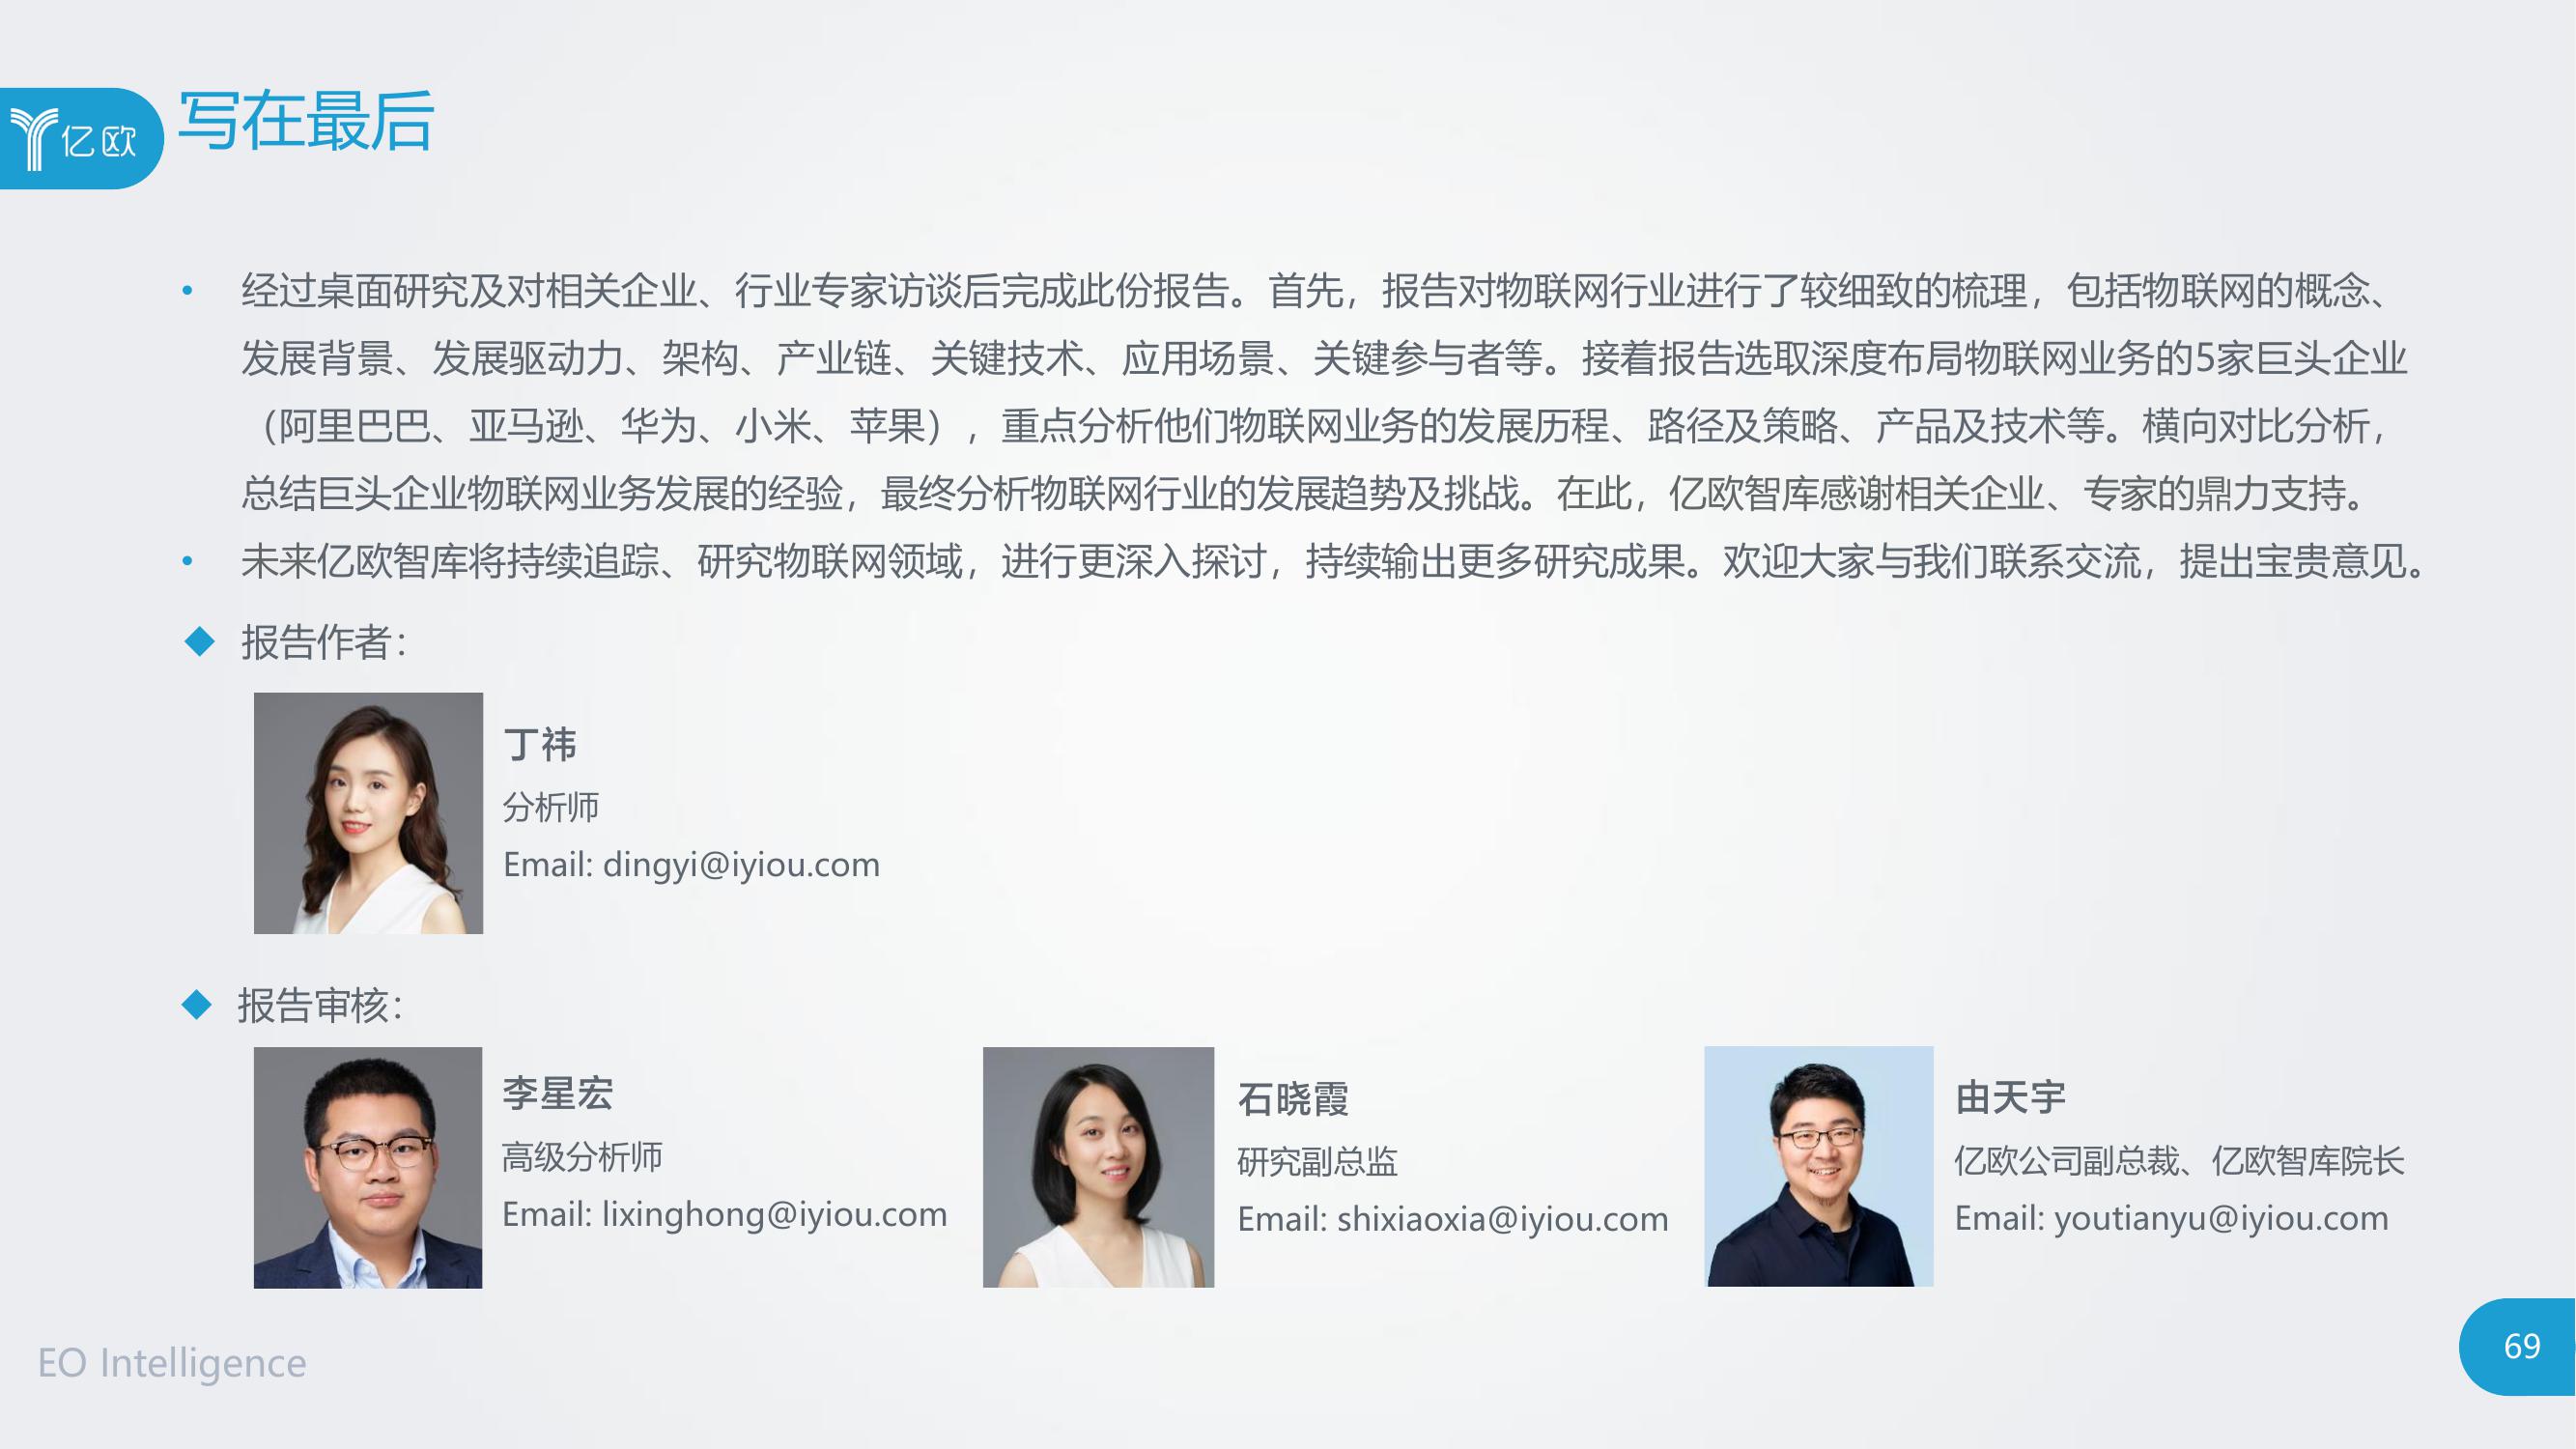 亿欧
写在最后
• 经过桌面研究及对相关企业、行业专家访谈后完成此份报告。首先，报告对物联网行业进行了较细致的梳理，包括物联网的概念、
发展背景、发展驱动力、架构、产业链、关键技术、应用场景、关键参与者等。接着报告选取深度布局物联网业务的5家巨头企业
（阿里巴巴、亚马逊、华为、小米、苹果），重点分析他们物联网业务的发展历程、路径及策略、产品及技术等。横向对比分析，
总结巨头企业物联网业务发展的经验，最终分析物联网行业的发展趋势及挑战。在此，亿欧智库感谢相关企业、专家的鼎力支持。
• 未来亿欧智库将持续追踪、研究物联网领域，进行更深入探讨，持续输出更多研究成果。欢迎大家与我们联系交流，提出宝贵意见。
◆ 报告作者：
丁祎
分析师
Email: dingyi@iyiou.com
◆ 报告审核：
李星宏
高级分析师
Email: lixinghong@iyiou.com
石晓霞
研究副总监
Email: shixiaoxia@iyiou.com
由天宇
亿欧公司副总裁、亿欧智库院长
Email: youtianyu@iyiou.com
EO Intelligence
69